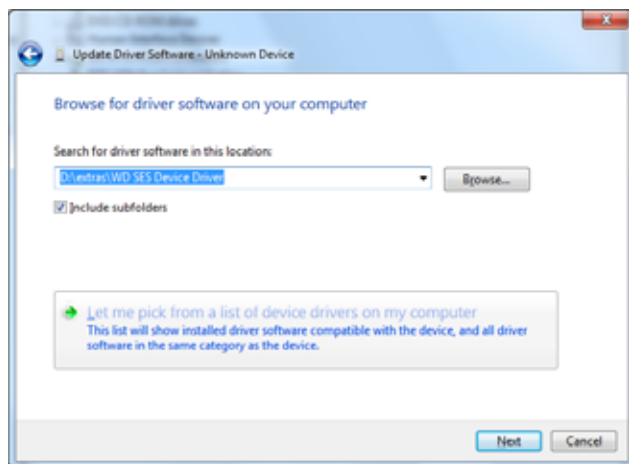 Update Driver Software - Unknown Device
Browse for driver software on your computer
Search for driver software in this location:
D:\extras\WD SES Device Driver
Browse...
Include subfolders
Let me pick from a list of device drivers on my computer
This list will show installed driver software compatible with the device, and all driver
software in the same category as the device.
Next
Cancel